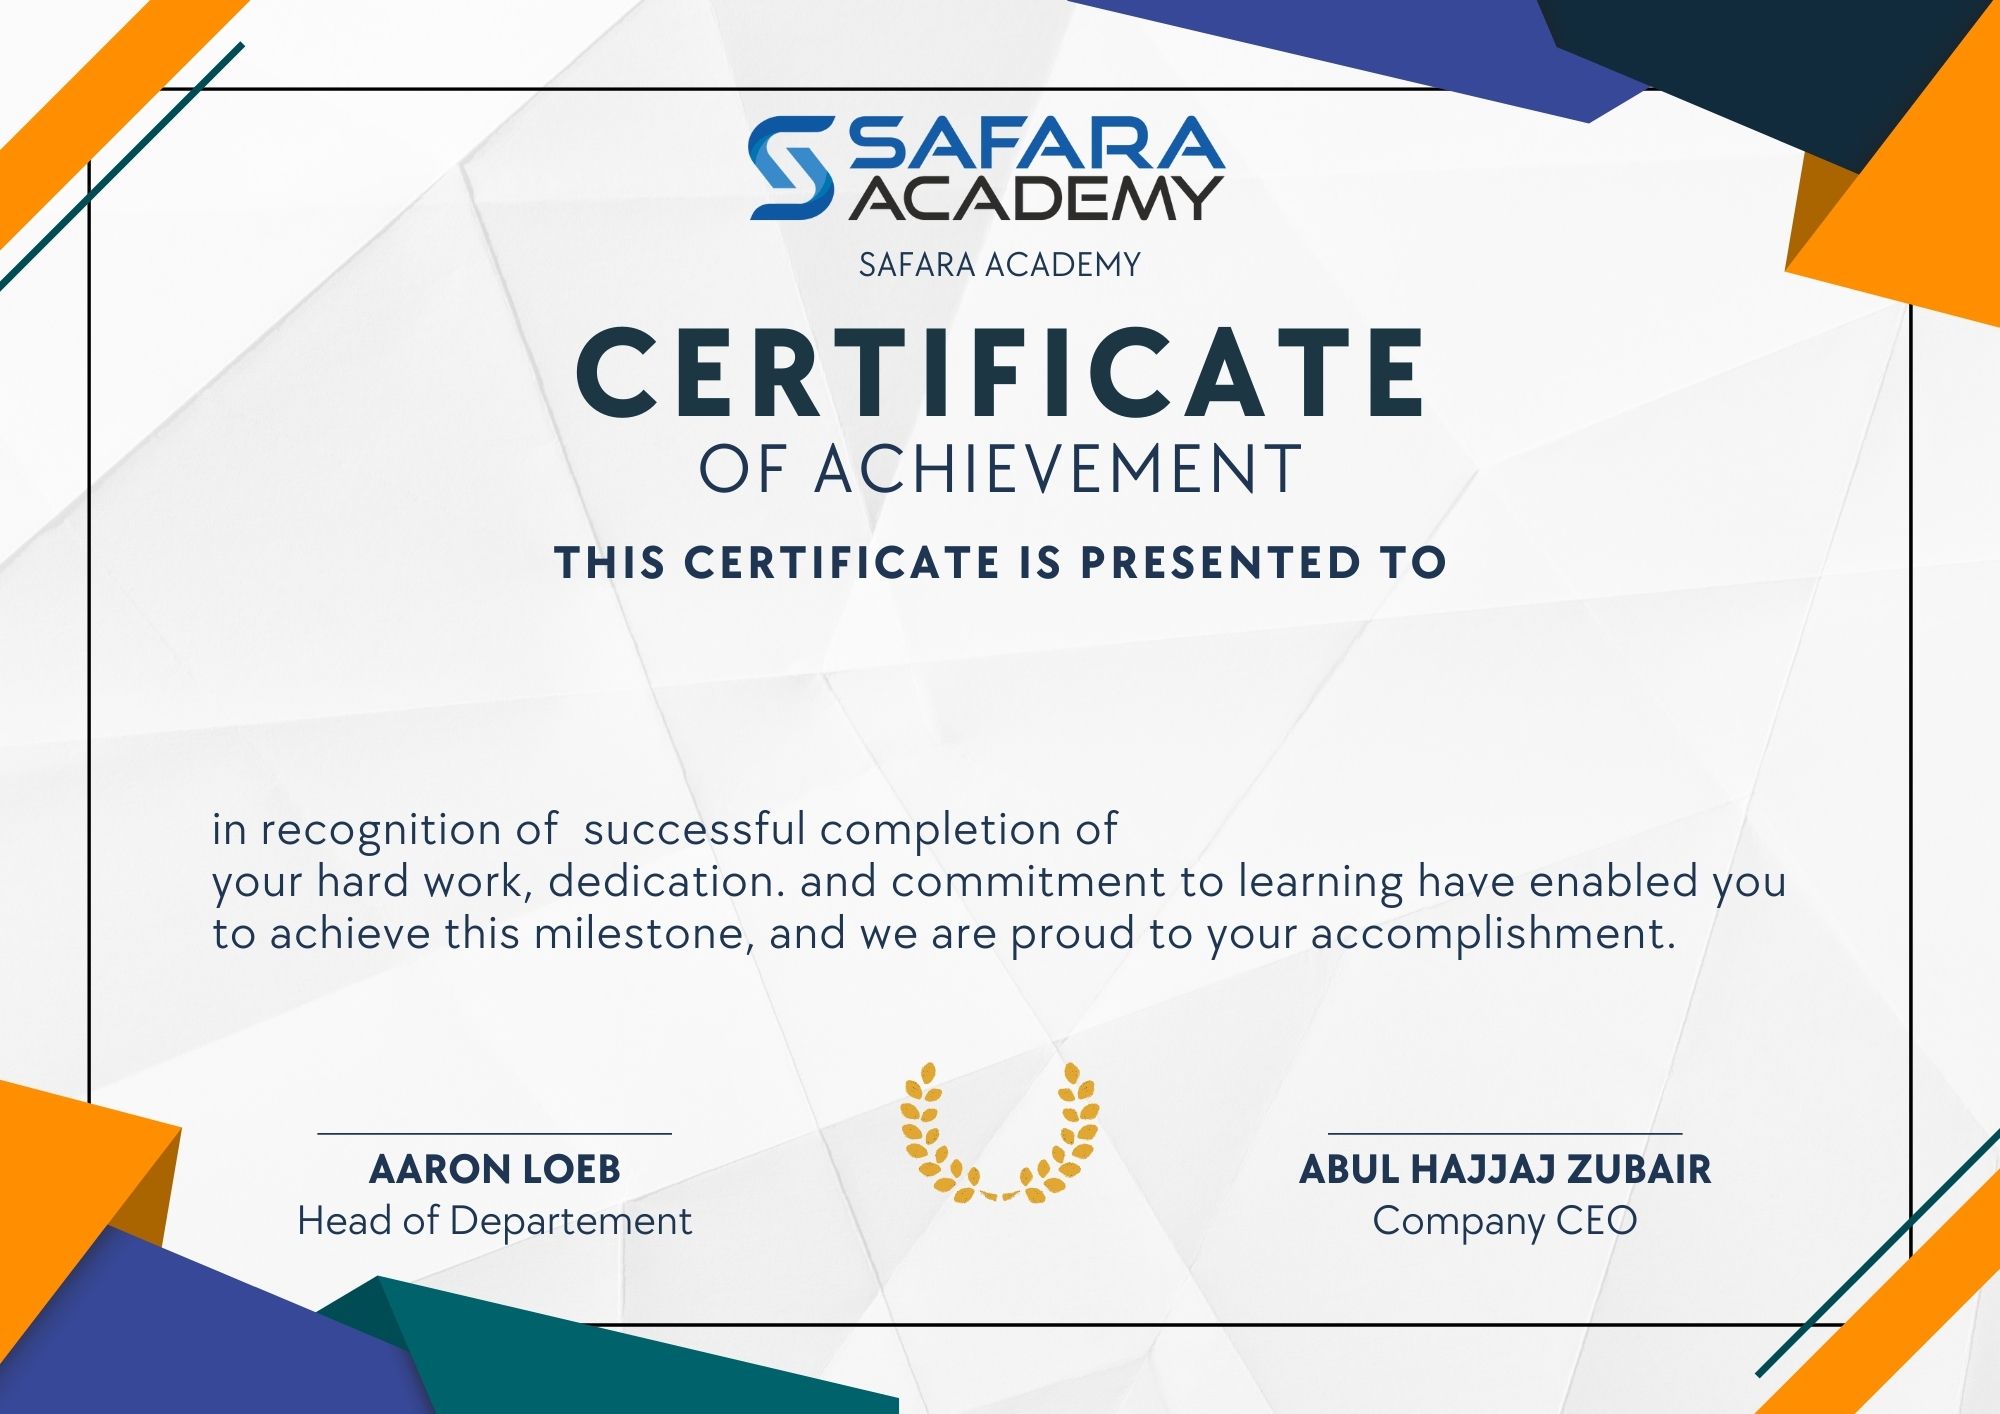 SAFARA
ACADEMY
SAFARA ACADEMY
CERTIFICATE
OF ACHIEVEMENT
THIS CERTIFICATE IS PRESENTED TO
in recognition of  successful completion of
your hard work, dedication. and commitment to learning have enabled you
to achieve this milestone, and we are proud to your accomplishment.
AARON LOEB
Head of Departement
ABUL HAJJAJ ZUBAIR
Company CEO